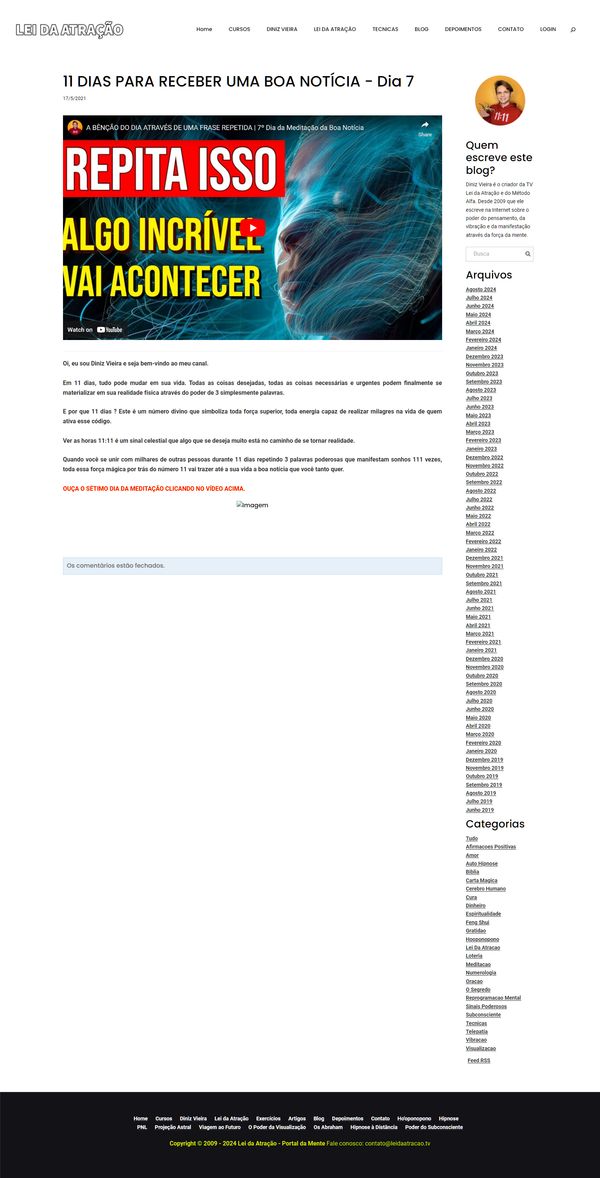 LEI DA ATRAÇÃO
Home CURSOS DINIZ VIEIRA LEI DA ATRAÇÃO TECNICAS BLOG DEPOIMENTOS CONTATO LOGIN
11 DIAS PARA RECEBER UMA BOA NOTÍCIA - Dia 7
17/5/2021
A BÊNÇÃO DO DIA ATRAVÉS DE UMA FRASE REPETIDA | 7º Dia da Meditação da Boa Notícia
Share
REPITA ISSO
ALGO INCRÍVEL
VAI ACONTECER
Watch on YouTube
Oi, eu sou Diniz Vieira e seja bem-vindo ao meu canal.
Em 11 dias, tudo pode mudar em sua vida. Todas as coisas desejadas, todas as coisas necessárias e urgentes podem finalmente se
materializar em sua realidade física através do poder de 3 simplesmente palavras.
E por que 11 dias ? Este é um número divino que simboliza toda força superior, toda energia capaz de realizar milagres na vida de quem
ativa esse código.
Ver as horas 11:11 é um sinal celestial que algo que se deseja muito está no caminho de se tornar realidade.
Quando você se unir com milhares de outras pessoas durante 11 dias repetindo 3 palavras poderosas que manifestam sonhos 111 vezes,
toda essa força mágica por trás do número 11 vai trazer até a sua vida a boa notícia que você tanto quer.
OUÇA O SÉTIMO DIA DA MEDITAÇÃO CLICANDO NO VÍDEO ACIMA.
Imagem
Os comentários estão fechados.
11:11
Quem
escreve este
blog?
Diniz Vieira é o criador da TV
Lei da Atração e do Método
Alfa. Desde 2009 que ele
escreve na Internet sobre o
poder do pensamento, da
vibração e da manifestação
através da força da mente.
Busca
Arquivos
Agosto 2024
Julho 2024
Junho 2024
Maio 2024
Abril 2024
Março 2024
Fevereiro 2024
Janeiro 2024
Dezembro 2023
Novembro 2023
Outubro 2023
Setembro 2023
Agosto 2023
Julho 2023
Junho 2023
Maio 2023
Abril 2023
Março 2023
Fevereiro 2023
Janeiro 2023
Dezembro 2022
Novembro 2022
Outubro 2022
Setembro 2022
Agosto 2022
Julho 2022
Junho 2022
Maio 2022
Abril 2022
Março 2022
Fevereiro 2022
Janeiro 2022
Dezembro 2021
Novembro 2021
Outubro 2021
Setembro 2021
Agosto 2021
Julho 2021
Junho 2021
Maio 2021
Abril 2021
Março 2021
Fevereiro 2021
Janeiro 2021
Dezembro 2020
Novembro 2020
Outubro 2020
Setembro 2020
Agosto 2020
Julho 2020
Junho 2020
Maio 2020
Abril 2020
Março 2020
Fevereiro 2020
Janeiro 2020
Dezembro 2019
Novembro 2019
Outubro 2019
Setembro 2019
Agosto 2019
Julho 2019
Junho 2019
Categorias
Tudo
Afirmacoes Positivas
Amor
Auto Hipnose
Biblia
Carta Magica
Cerebro Humano
Cura
Dinheiro
Espiritualidade
Feng Shui
Gratidao
Hooponopono
Lei Da Atracao
Loteria
Meditacao
Numerologia
Oracao
O Segredo
Reprogramacao Mental
Sinais Poderosos
Subconsciente
Tecnicas
Telepatia
Vibracao
Visualizacao
Feed RSS
Home Cursos Diniz Vieira Lei da Atração Exercícios Artigos Blog Depoimentos Contato Ho'oponopono Hipnose
PNL Projeção Astral Viagem ao Futuro O Poder da Visualização Os Abraham Hipnose à Distância Poder do Subconsciente
Copyright © 2009 - 2024 Lei da Atração - Portal da Mente Fale conosco: contato@leidaatracao.tv